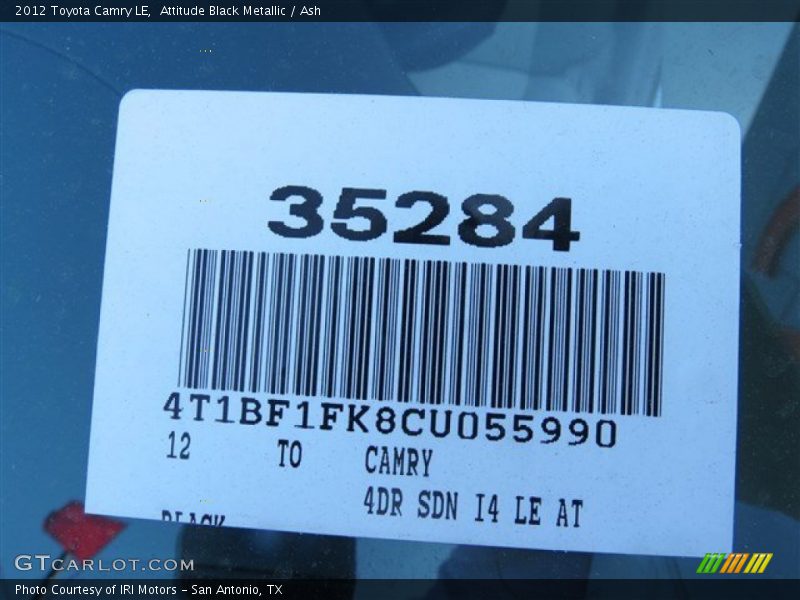 2012 Toyota Camry LE,  Attitude Black Metallic / Ash
35284
4T1BF1FK8CU055990
12 TO CAMRY
4DR SDN I4 LE AT
BLACK
GTCARLOT.COM
Photo Courtesy of IRI Motors - San Antonio, TX